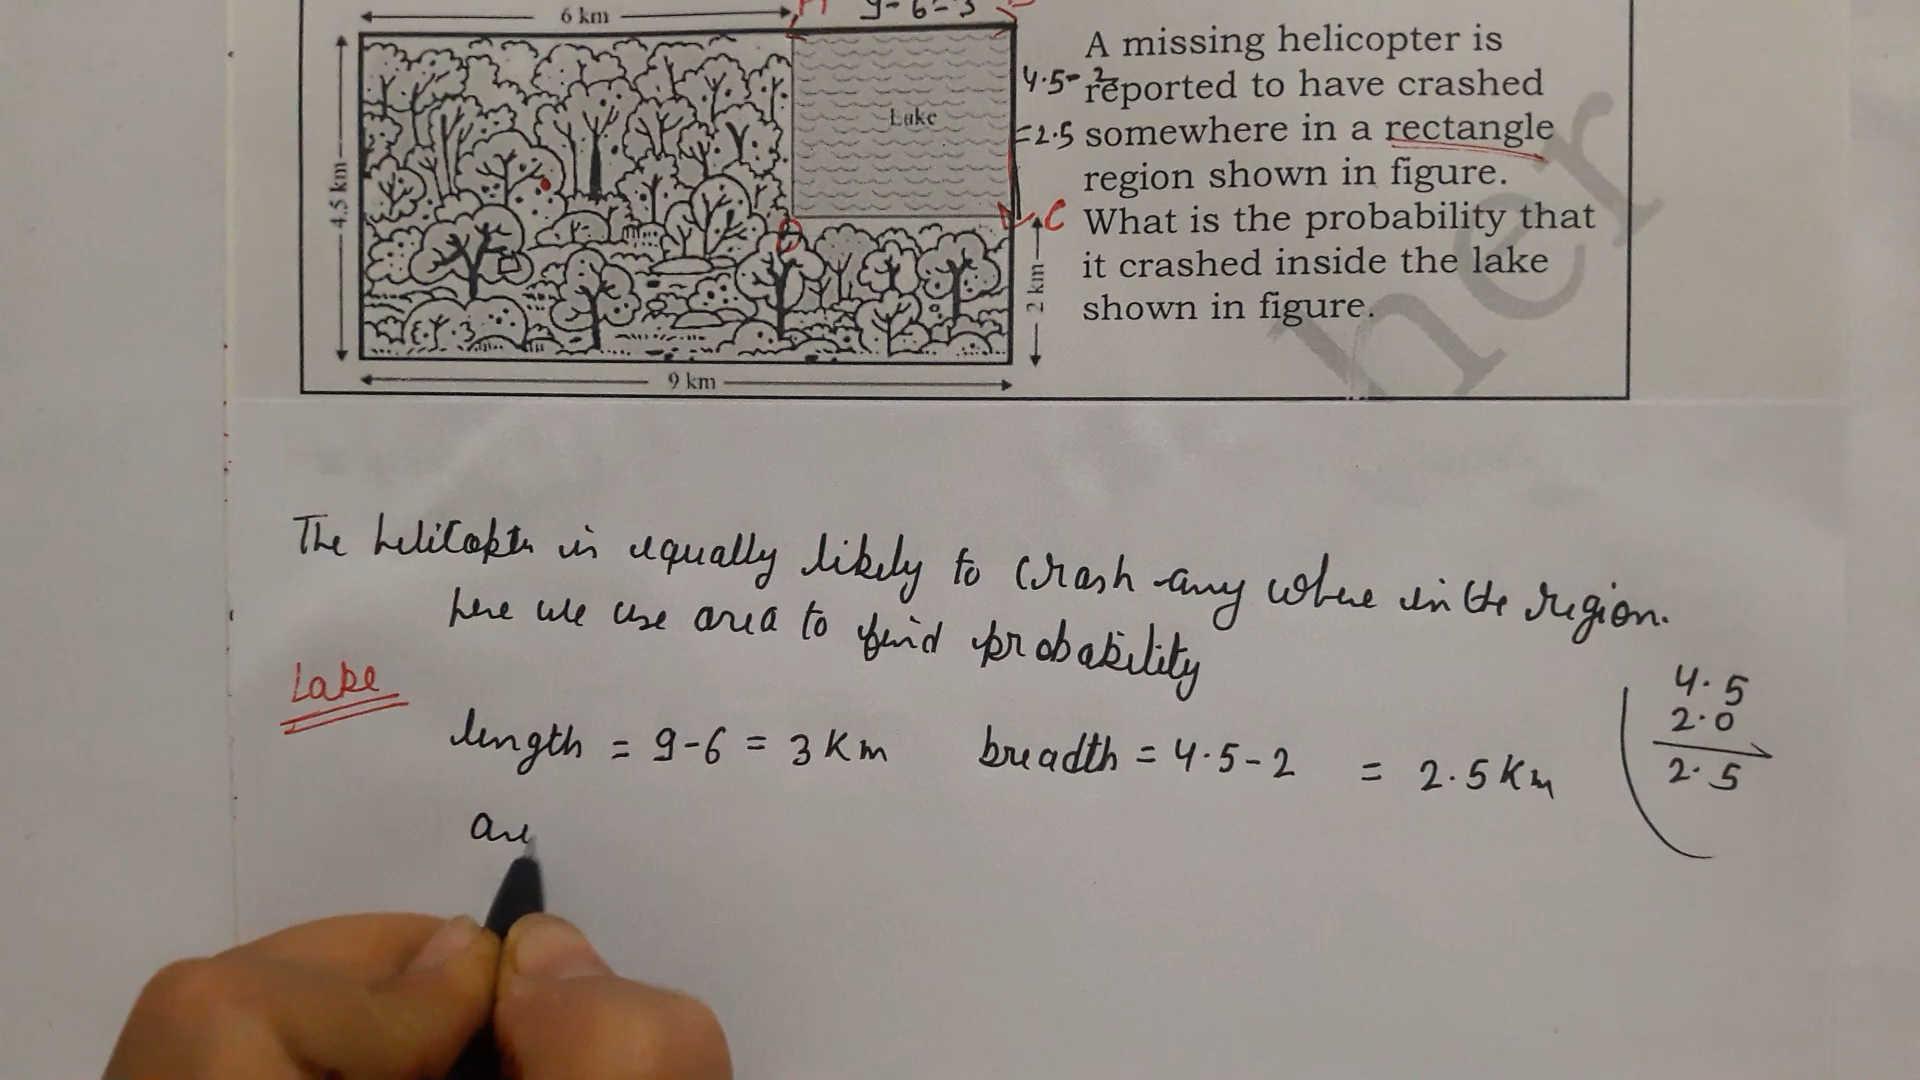 6 km
9-6=3
4.5 km
Lake
4.5-2
=2.5
C
2 km
9 km
A missing helicopter is
reported to have crashed
somewhere in a rectangle
region shown in figure.
What is the probability that
it crashed inside the lake
shown in figure.
her
The helicopter is equally likely to crash any where in the region.
here we use area to find probability
Lake
length = 9-6 = 3 Km breadth = 4.5-2 = 2.5 Km
4.5
2.0
2.5
are